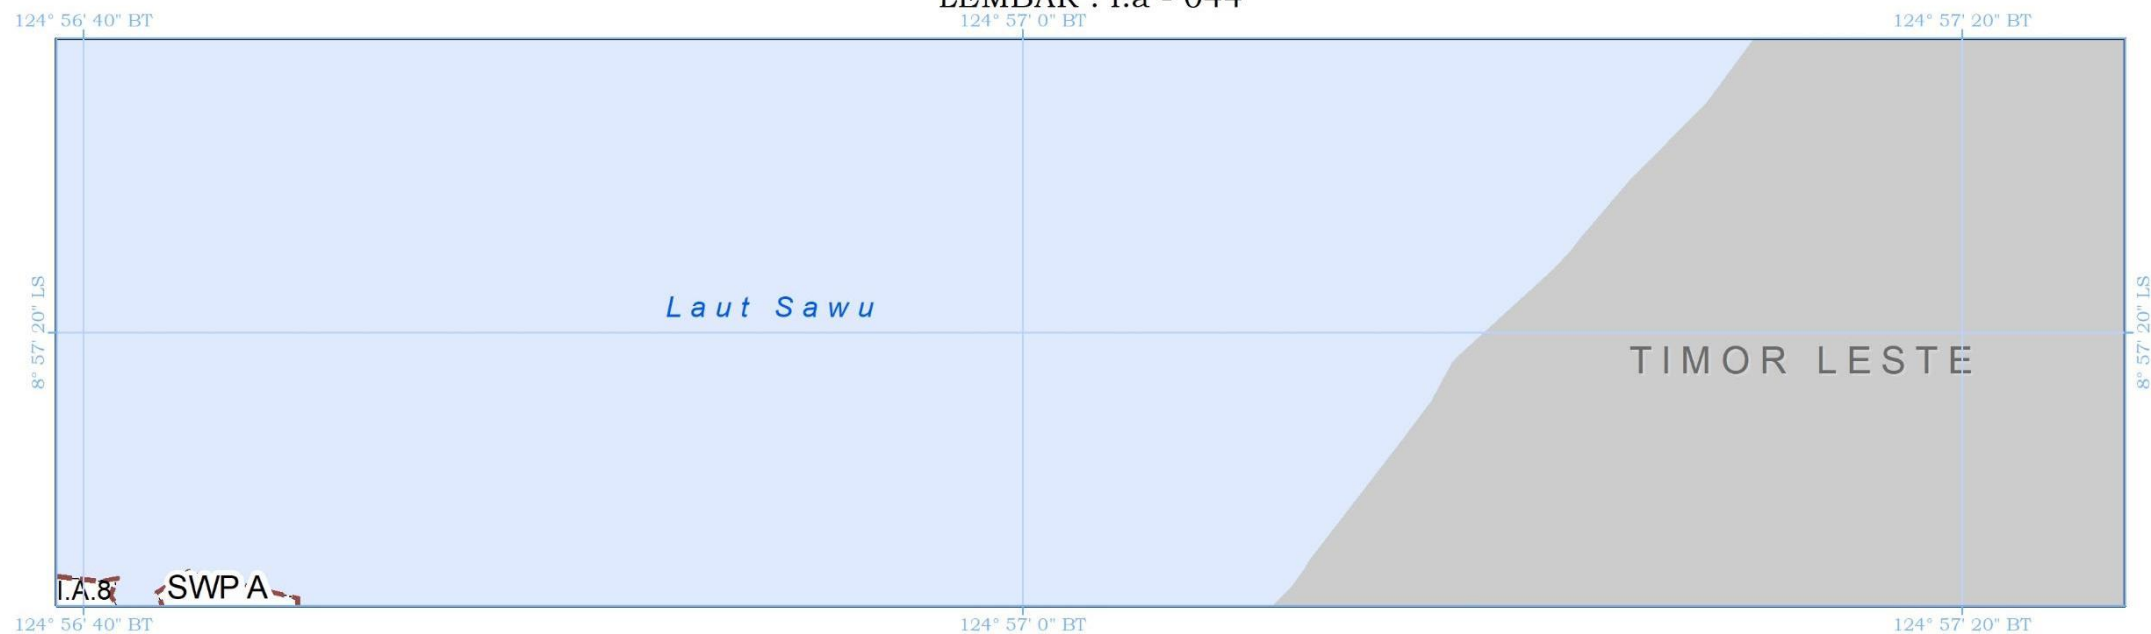 LEMBAR : I.a - 044
124° 56' 40" BT
124° 57' 0" BT
124° 57' 20" BT
Laut Sawu
8° 57' 20" LS
8° 57' 20" LS
TIMOR LESTE
I.A.8
SWP A
124° 56' 40" BT
124° 57' 0" BT
124° 57' 20" BT